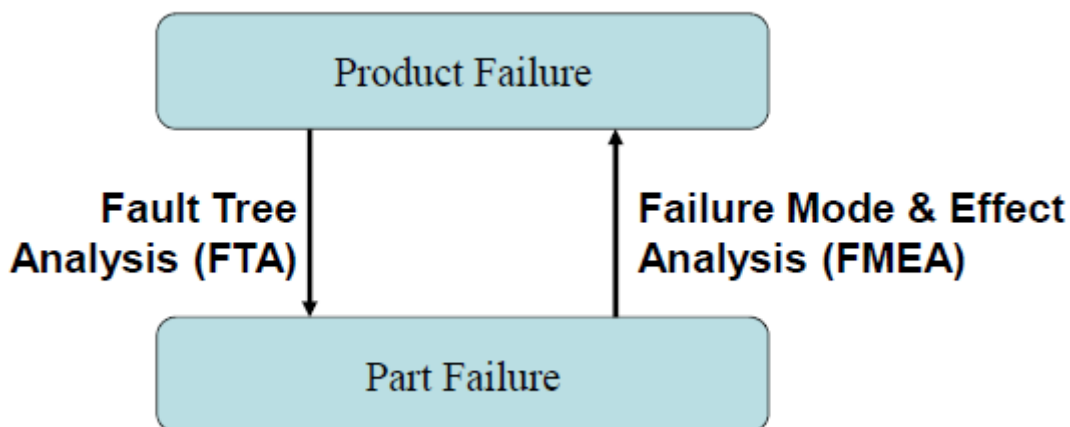 Product Failure
Fault Tree
Analysis (FTA)
Failure Mode & Effect
Analysis (FMEA)
Part Failure